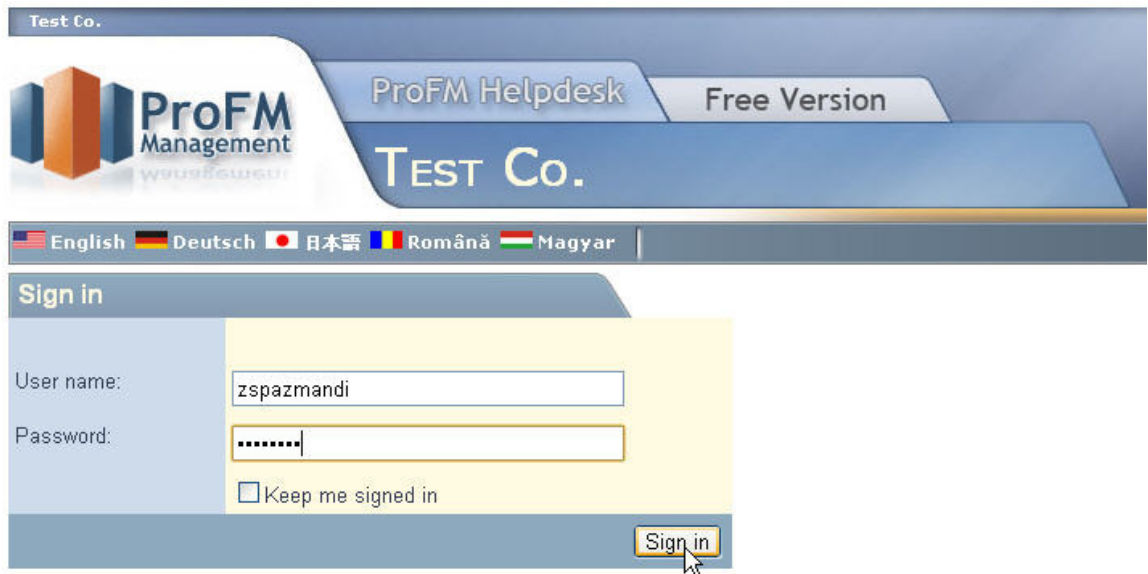 Test Co.
ProFM Helpdesk Free Version
ProFM
Management
TEST CO.
English Deutsch 日本語 Română Magyar
Sign in
User name: zspazmandi
Password: ••••••••
Keep me signed in
Sign in